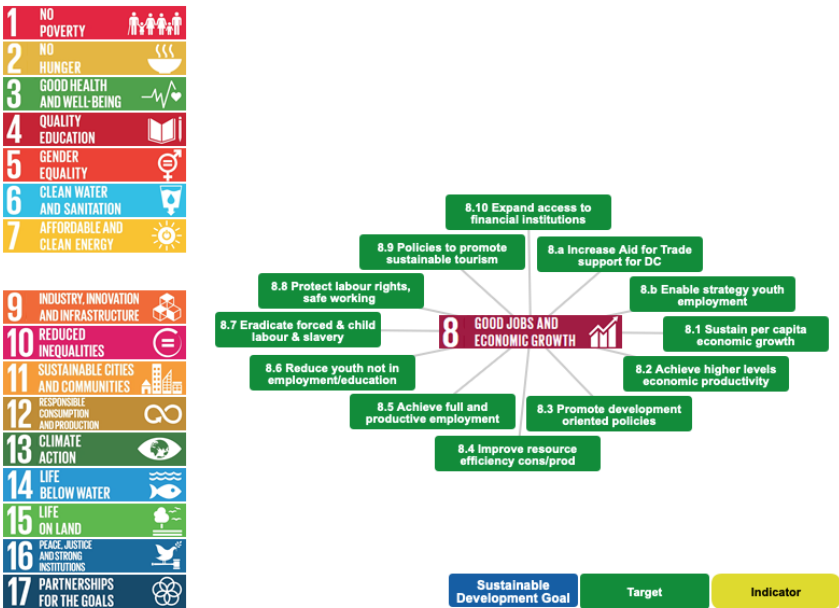 1 NO
POVERTY
2 NO
HUNGER
3 GOOD HEALTH
AND WELL-BEING
4 QUALITY
EDUCATION
5 GENDER
EQUALITY
6 CLEAN WATER
AND SANITATION
7 AFFORDABLE AND
CLEAN ENERGY
9 INDUSTRY, INNOVATION
AND INFRASTRUCTURE
10 REDUCED
INEQUALITIES
11 SUSTAINABLE CITIES
AND COMMUNITIES
12 RESPONSIBLE
CONSUMPTION
AND PRODUCTION
13 CLIMATE
ACTION
14 LIFE
BELOW WATER
15 LIFE
ON LAND
16 PEACE, JUSTICE
AND STRONG
INSTITUTIONS
17 PARTNERSHIPS
FOR THE GOALS
8.10 Expand access to
financial institutions
8.9 Policies to promote
sustainable tourism
8.a Increase Aid for Trade
support for DC
8.8 Protect labour rights,
safe working
8.b Enable strategy youth
employment
8.7 Eradicate forced & child
labour & slavery
8 GOOD JOBS AND
ECONOMIC GROWTH
8.1 Sustain per capita
economic growth
8.6 Reduce youth not in
employment/education
8.2 Achieve higher levels
economic productivity
8.5 Achieve full and
productive employment
8.3 Promote development
oriented policies
8.4 Improve resource
efficiency cons/prod
Sustainable
Development Goal
Target
Indicator